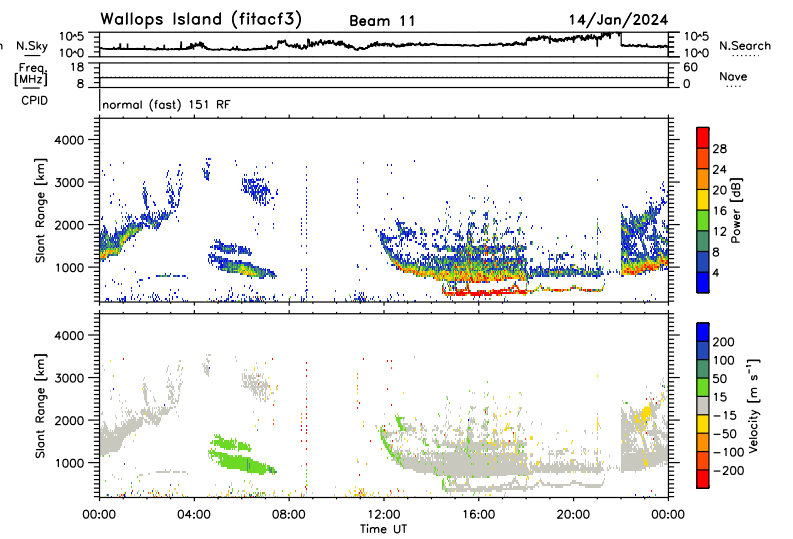 Wallops Island (fitacf3) Beam 11 14/Jan/2024
N.Sky 10^5 10^0 10^5 10^0 N.Search
Freq. [MHz] 18 8 60 0 Nave
CPID normal (fast) 151 RF
Slant Range [km] 4000 3000 2000 1000
Power [dB] 28 24 20 16 12 8 4
Slant Range [km] 4000 3000 2000 1000
Velocity [m s⁻¹] 200 100 50 15 −15 −50 −100 −200
00:00 04:00 08:00 12:00 16:00 20:00 00:00
Time UT